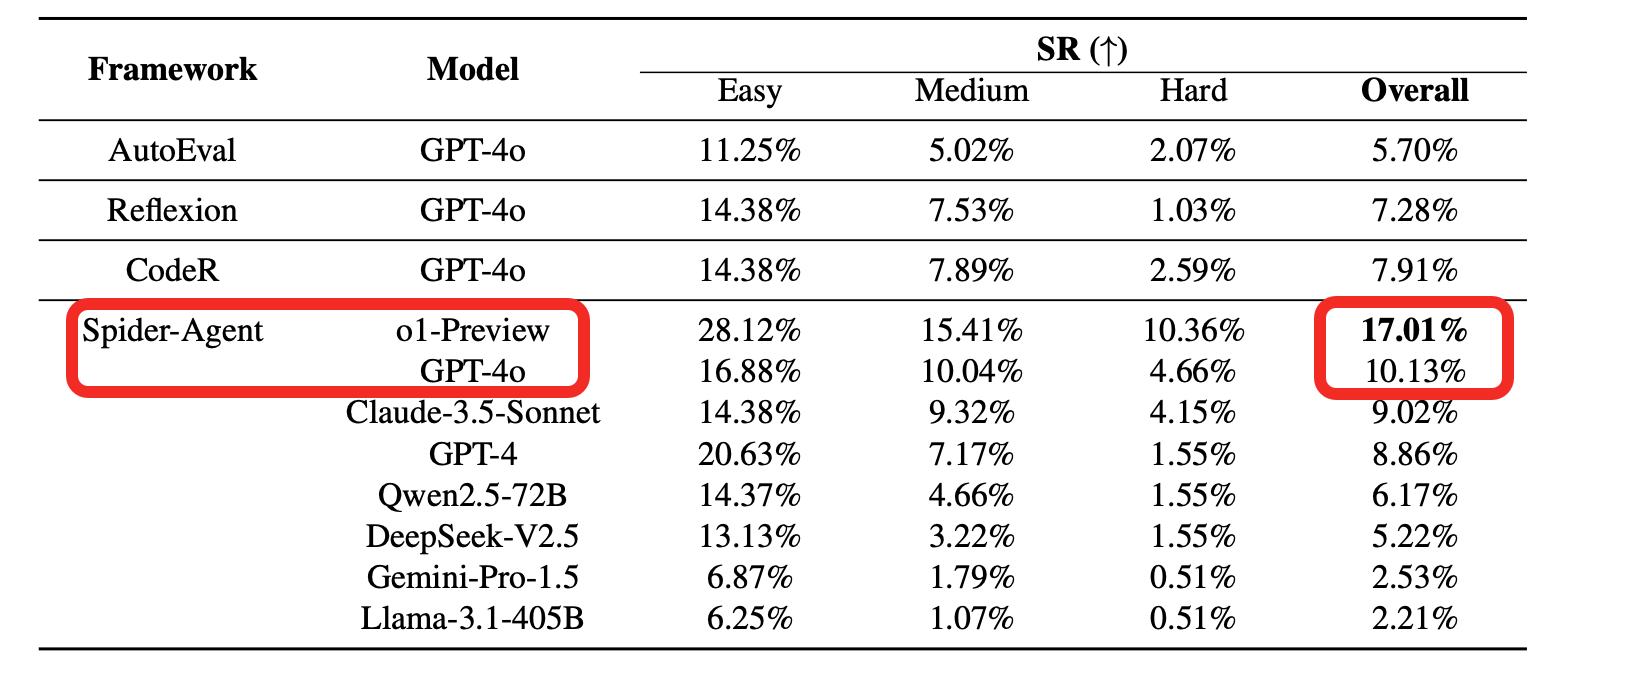 Framework Model SR (↑)
Easy Medium Hard Overall
AutoEval GPT-4o 11.25% 5.02% 2.07% 5.70%
Reflexion GPT-4o 14.38% 7.53% 1.03% 7.28%
CodeR GPT-4o 14.38% 7.89% 2.59% 7.91%
Spider-Agent o1-Preview 28.12% 15.41% 10.36% 17.01%
GPT-4o 16.88% 10.04% 4.66% 10.13%
Claude-3.5-Sonnet 14.38% 9.32% 4.15% 9.02%
GPT-4 20.63% 7.17% 1.55% 8.86%
Qwen2.5-72B 14.37% 4.66% 1.55% 6.17%
DeepSeek-V2.5 13.13% 3.22% 1.55% 5.22%
Gemini-Pro-1.5 6.87% 1.79% 0.51% 2.53%
Llama-3.1-405B 6.25% 1.07% 0.51% 2.21%